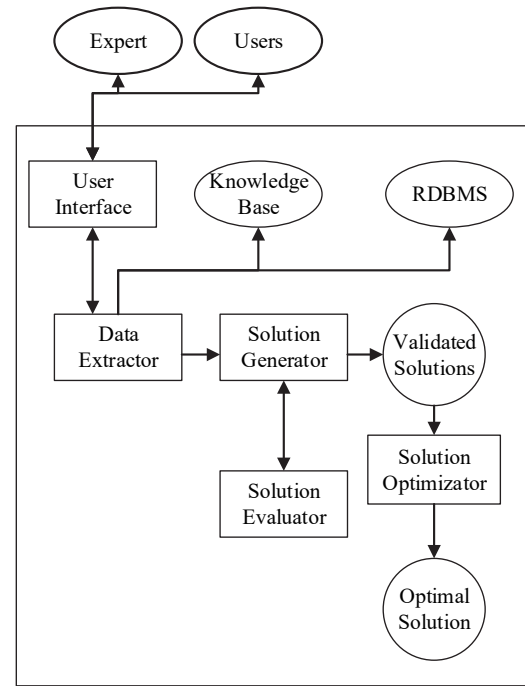 Expert
Users
User
Interface
Knowledge
Base
RDBMS
Data
Extractor
Solution
Generator
Validated
Solutions
Solution
Evaluator
Solution
Optimizator
Optimal
Solution